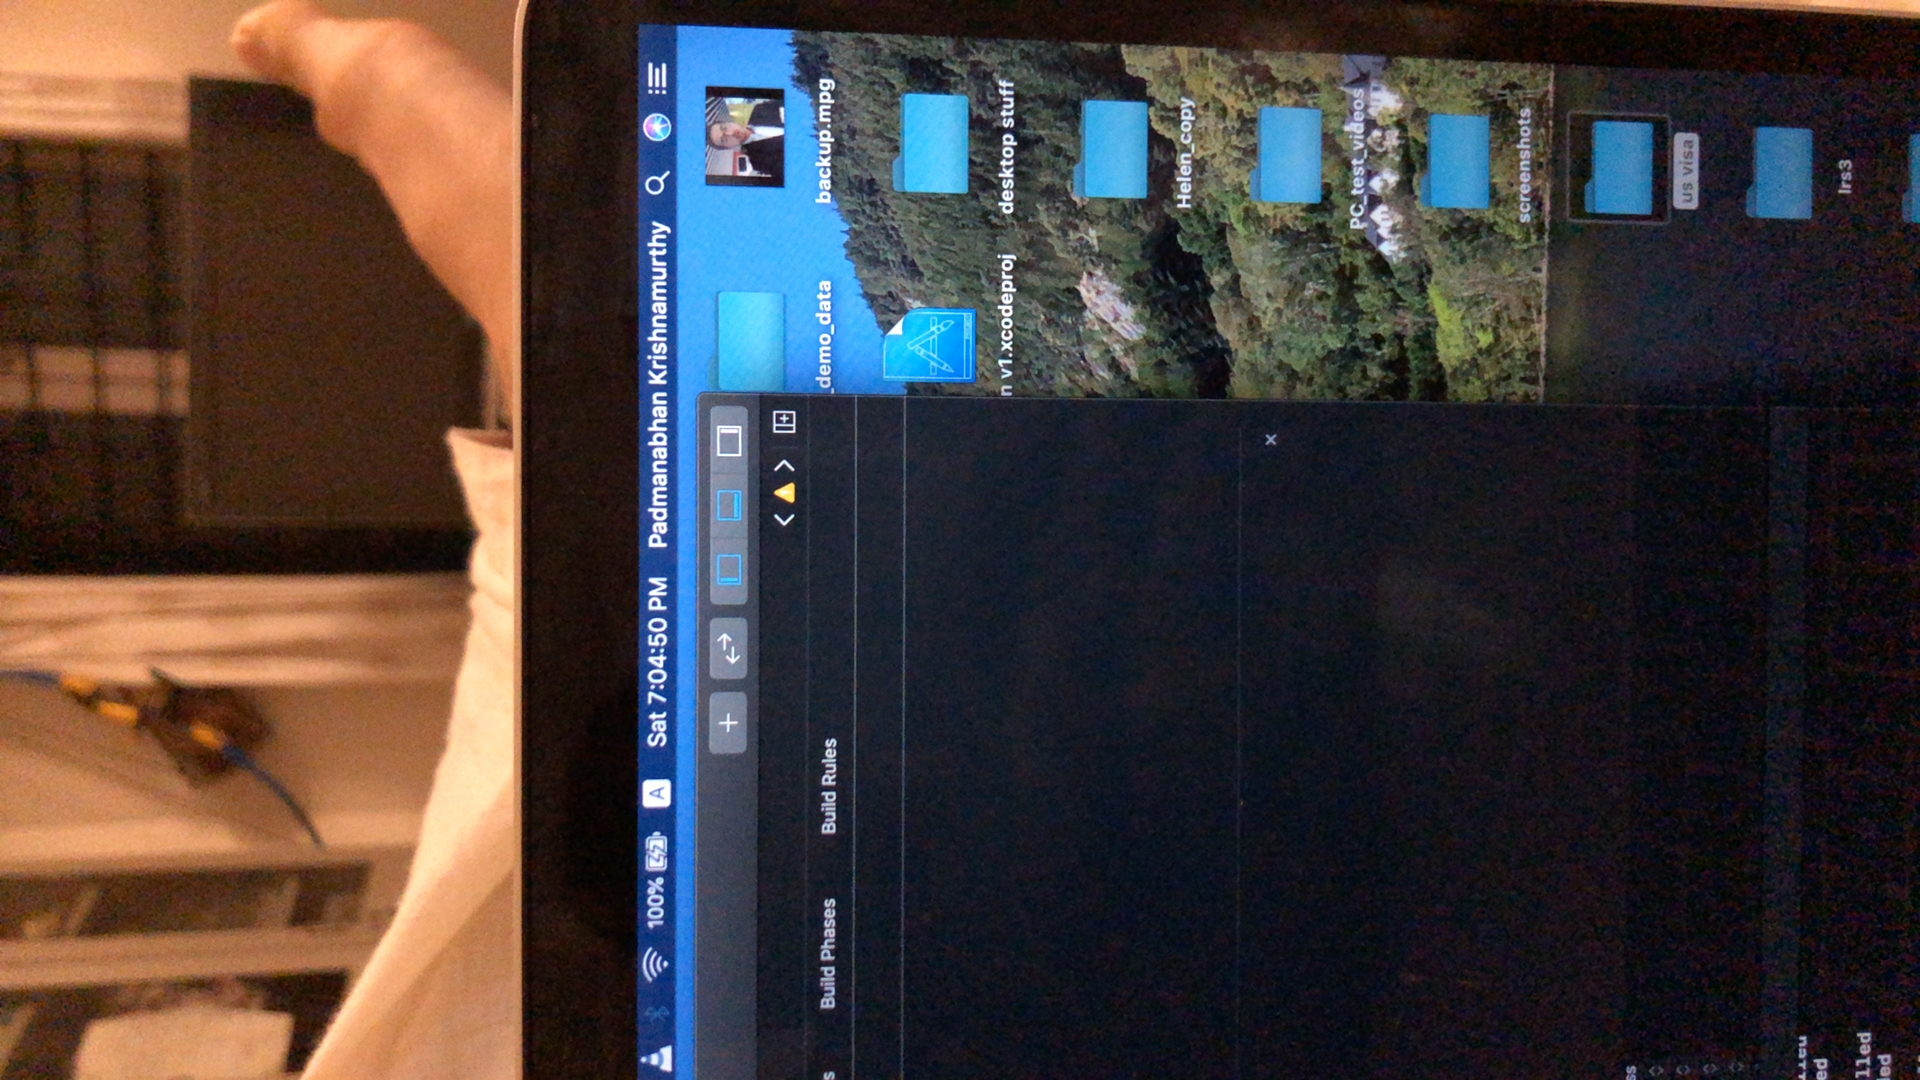 100% A Sat 7:04:50 PM Padmanabhan Krishnamurthy
backup.mpg
_demo_data
desktop stuff
n v1.xcodeproj
Helen_copy
PC_test_videos
screenshots
us visa
lrs3
Build Phases Build Rules